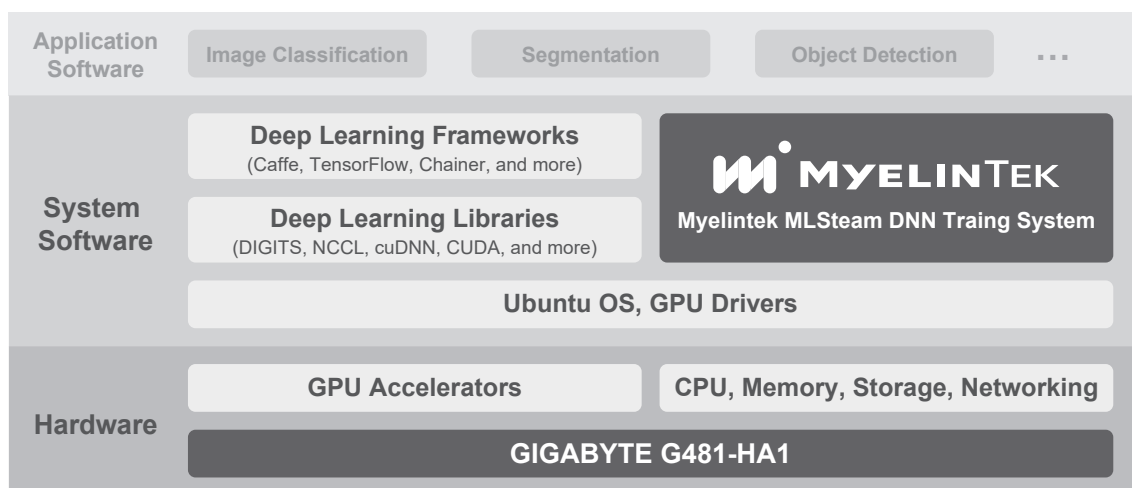 Application
Software
Image Classification
Segmentation
Object Detection
...
System
Software
Deep Learning Frameworks
(Caffe, TensorFlow, Chainer, and more)
Deep Learning Libraries
(DIGITS, NCCL, cuDNN, CUDA, and more)
MYELINTEK
Myelintek MLSteam DNN Traing System
Ubuntu OS, GPU Drivers
Hardware
GPU Accelerators
CPU, Memory, Storage, Networking
GIGABYTE G481-HA1